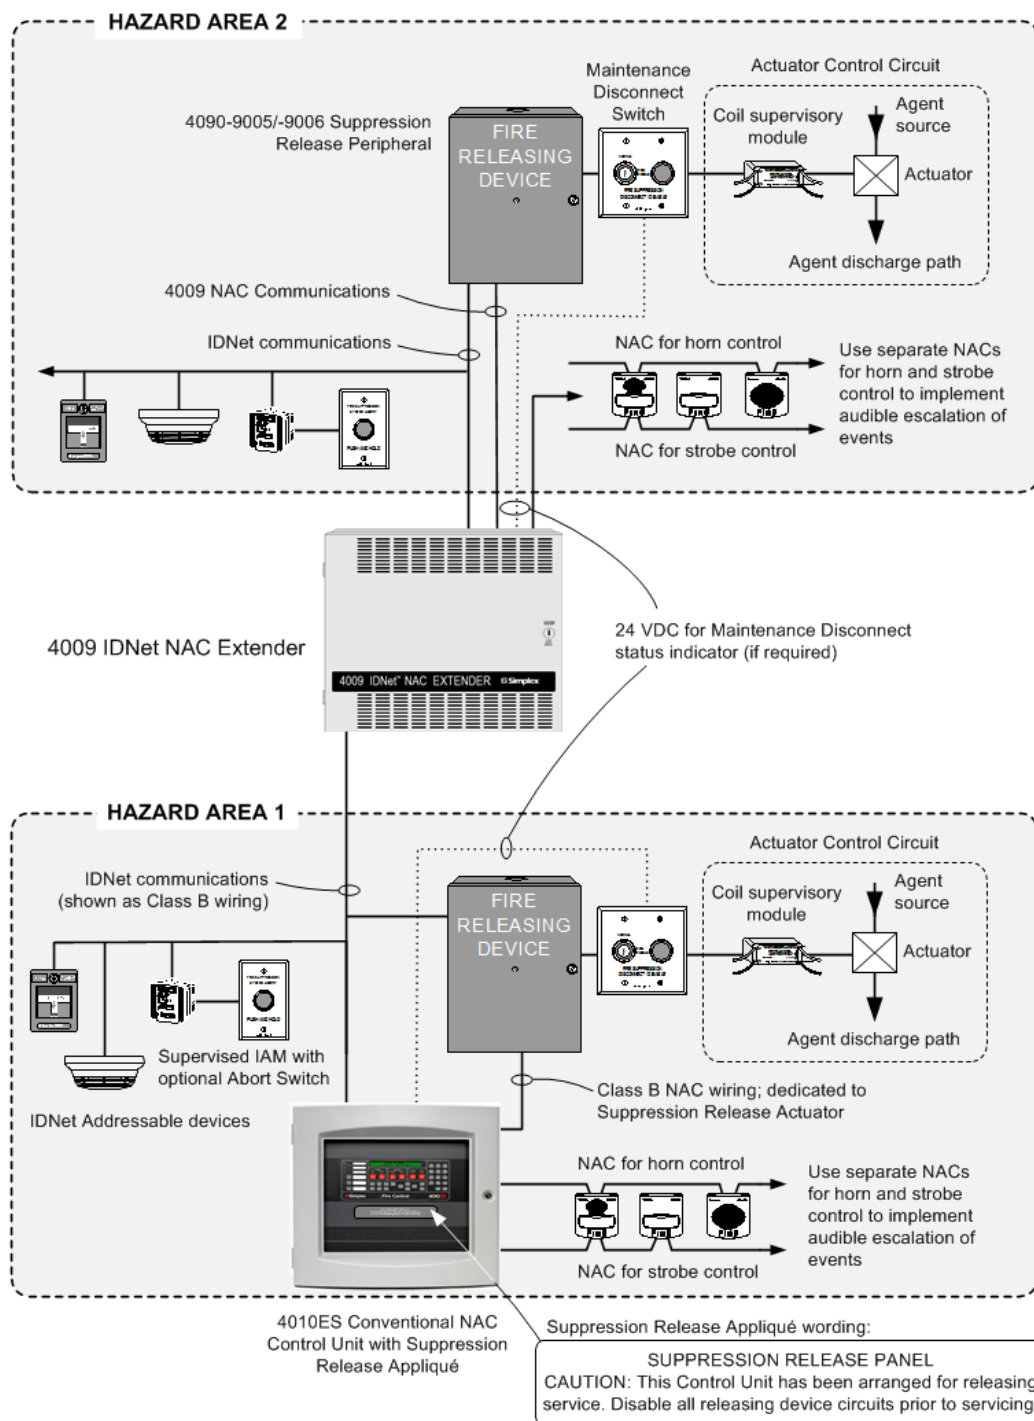 HAZARD AREA 2
Maintenance
Disconnect
Switch
Actuator Control Circuit
4090-9005/-9006 Suppression
Release Peripheral
FIRE
RELEASING
DEVICE
Coil supervisory
module
Agent
source
Actuator
Agent discharge path
4009 NAC Communications
IDNet communications
PUSH AND HOLD
NAC for horn control
NAC for strobe control
Use separate NACs
for horn and strobe
control to implement
audible escalation of
events
4009 IDNet NAC Extender
4009 IDNet™ NAC EXTENDER Simplex
24 VDC for Maintenance Disconnect
status indicator (if required)
HAZARD AREA 1
IDNet communications
(shown as Class B wiring)
FIRE
RELEASING
DEVICE
Actuator Control Circuit
Coil supervisory
module
Agent
source
Actuator
Agent discharge path
PUSH AND HOLD
Supervised IAM with
optional Abort Switch
IDNet Addressable devices
Class B NAC wiring; dedicated to
Suppression Release Actuator
NAC for horn control
NAC for strobe control
Use separate NACs
for horn and strobe
control to implement
audible escalation of
events
4010ES Conventional NAC
Control Unit with Suppression
Release Appliqué
Suppression Release Appliqué wording:
SUPPRESSION RELEASE PANEL
CAUTION: This Control Unit has been arranged for releasing
service. Disable all releasing device circuits prior to servicing